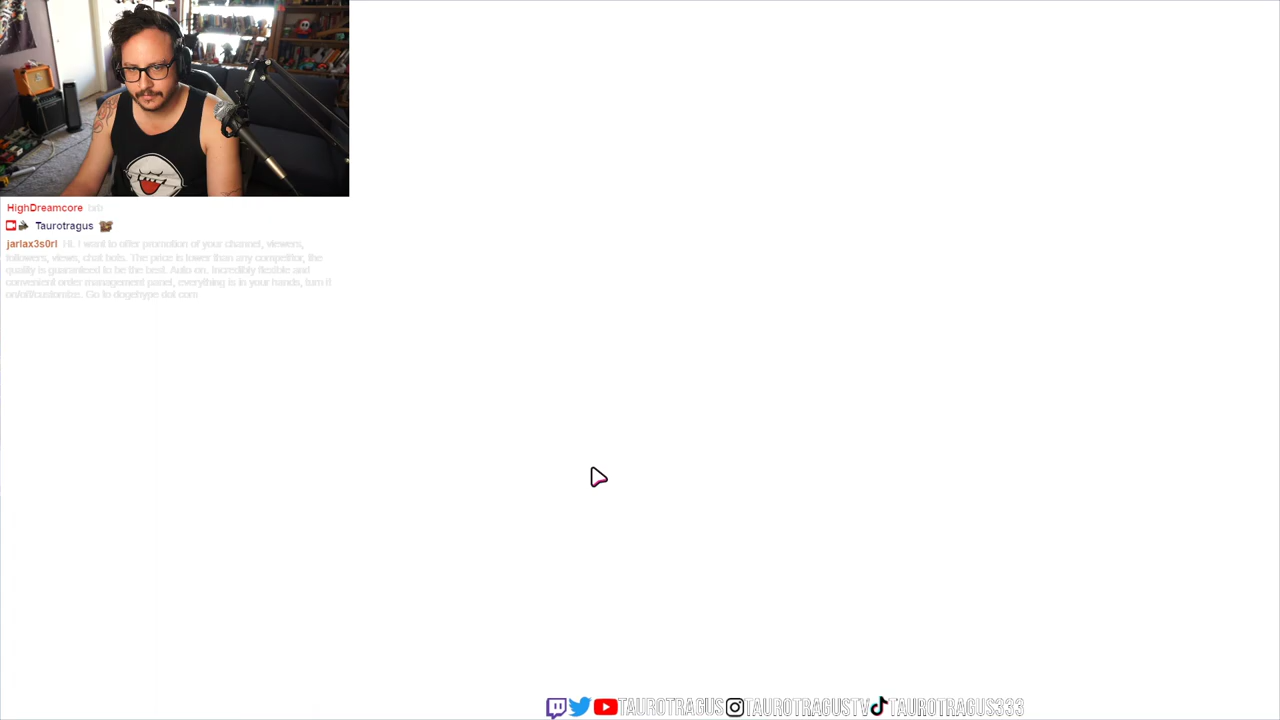 HighDreamcore brb
Taurotragus
jarlax3s0rl Hi. I want to offer promotion of your channel, viewers,
followers, views, chat bots. The price is lower than any competitor, the
quality is guaranteed to be the best. Auto-on. Incredibly flexible and
convenient order management panel, everything is in your hands, turn it
on/off/customize. Go to dogehype dot com
TAUROTRAGUS TAUROTRAGUSTV TAUROTRAGUS333